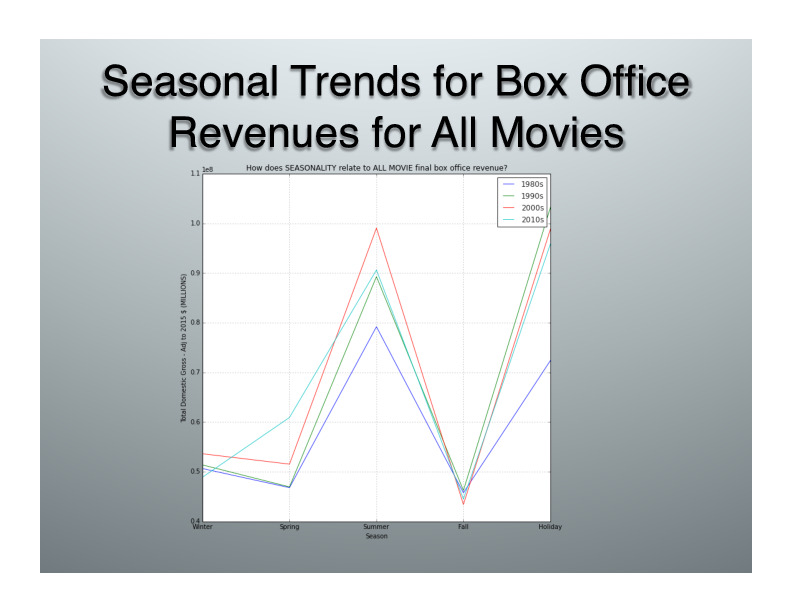 Seasonal Trends for Box Office
Revenues for All Movies
How does SEASONALITY relate to ALL MOVIE final box office revenue?
1e8
1.1
1.0
0.9
0.8
0.7
0.6
0.5
0.4
Total Domestic Gross - Adj to 2015 $ (MILLIONS)
1980s
1990s
2000s
2010s
Winter
Spring
Summer
Fall
Holiday
Season